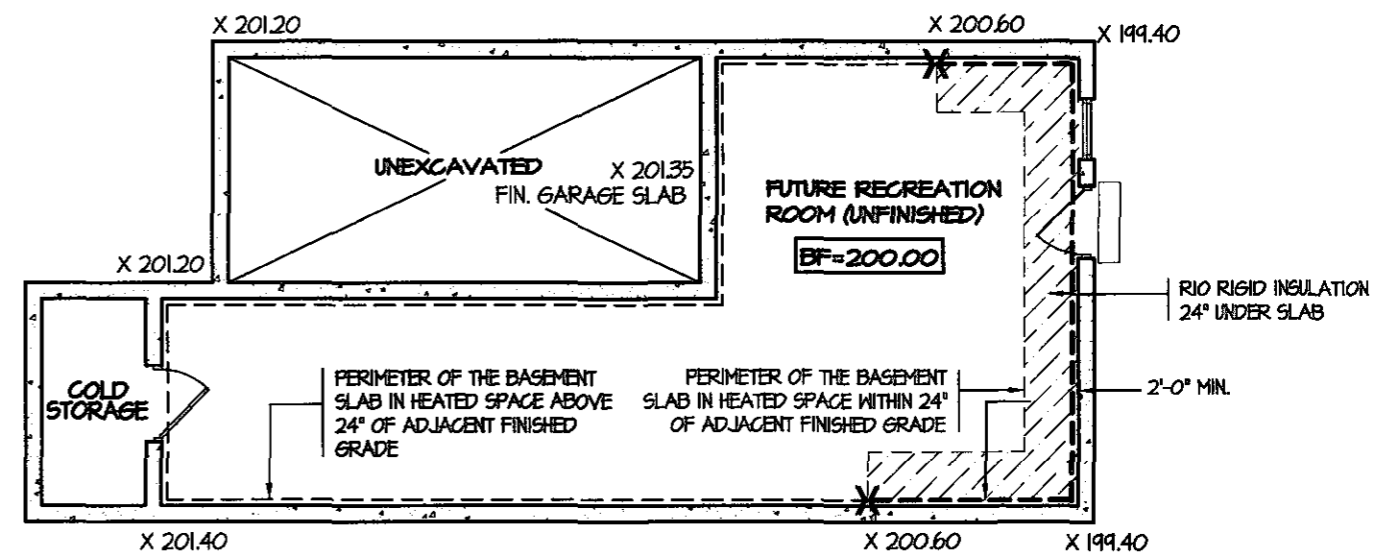 X 201.20
X 200.60
X 199.40
UNEXCAVATED
X 201.35
FIN. GARAGE SLAB
FUTURE RECREATION
ROOM (UNFINISHED)
BF=200.00
X 201.20
R10 RIGID INSULATION
24" UNDER SLAB
COLD
STORAGE
PERIMETER OF THE BASEMENT
SLAB IN HEATED SPACE ABOVE
24" OF ADJACENT FINISHED
GRADE
PERIMETER OF THE BASEMENT
SLAB IN HEATED SPACE WITHIN 24"
OF ADJACENT FINISHED GRADE
2'-0" MIN.
X 201.40
X 200.60
X 199.40